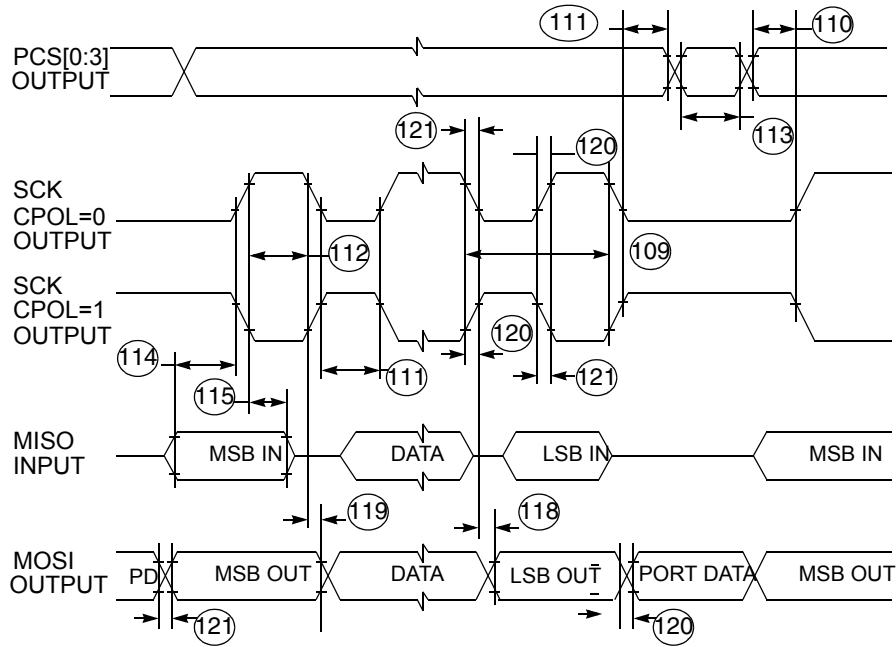 111
110
PCS[0:3]
OUTPUT
121
120
113
SCK
CPOL=0
OUTPUT
112
109
SCK
CPOL=1
OUTPUT
114
120
111
121
115
MISO
INPUT
MSB IN
DATA
LSB IN
MSB IN
119
118
MOSI
OUTPUT
PD
MSB OUT
DATA
LSB OUT
PORT DATA
MSB OUT
121
120